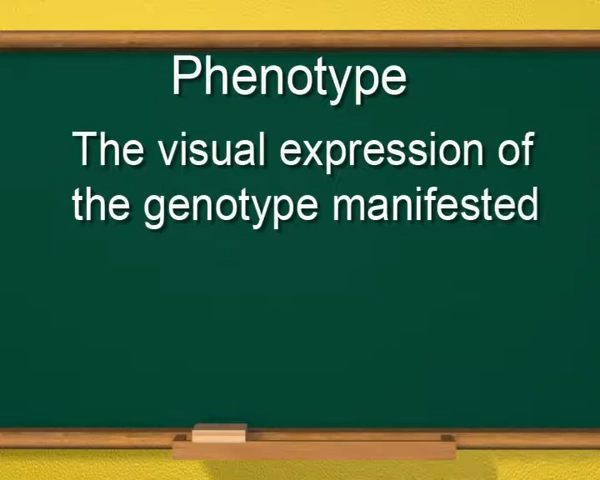 Phenotype
The visual expression of
the genotype manifested